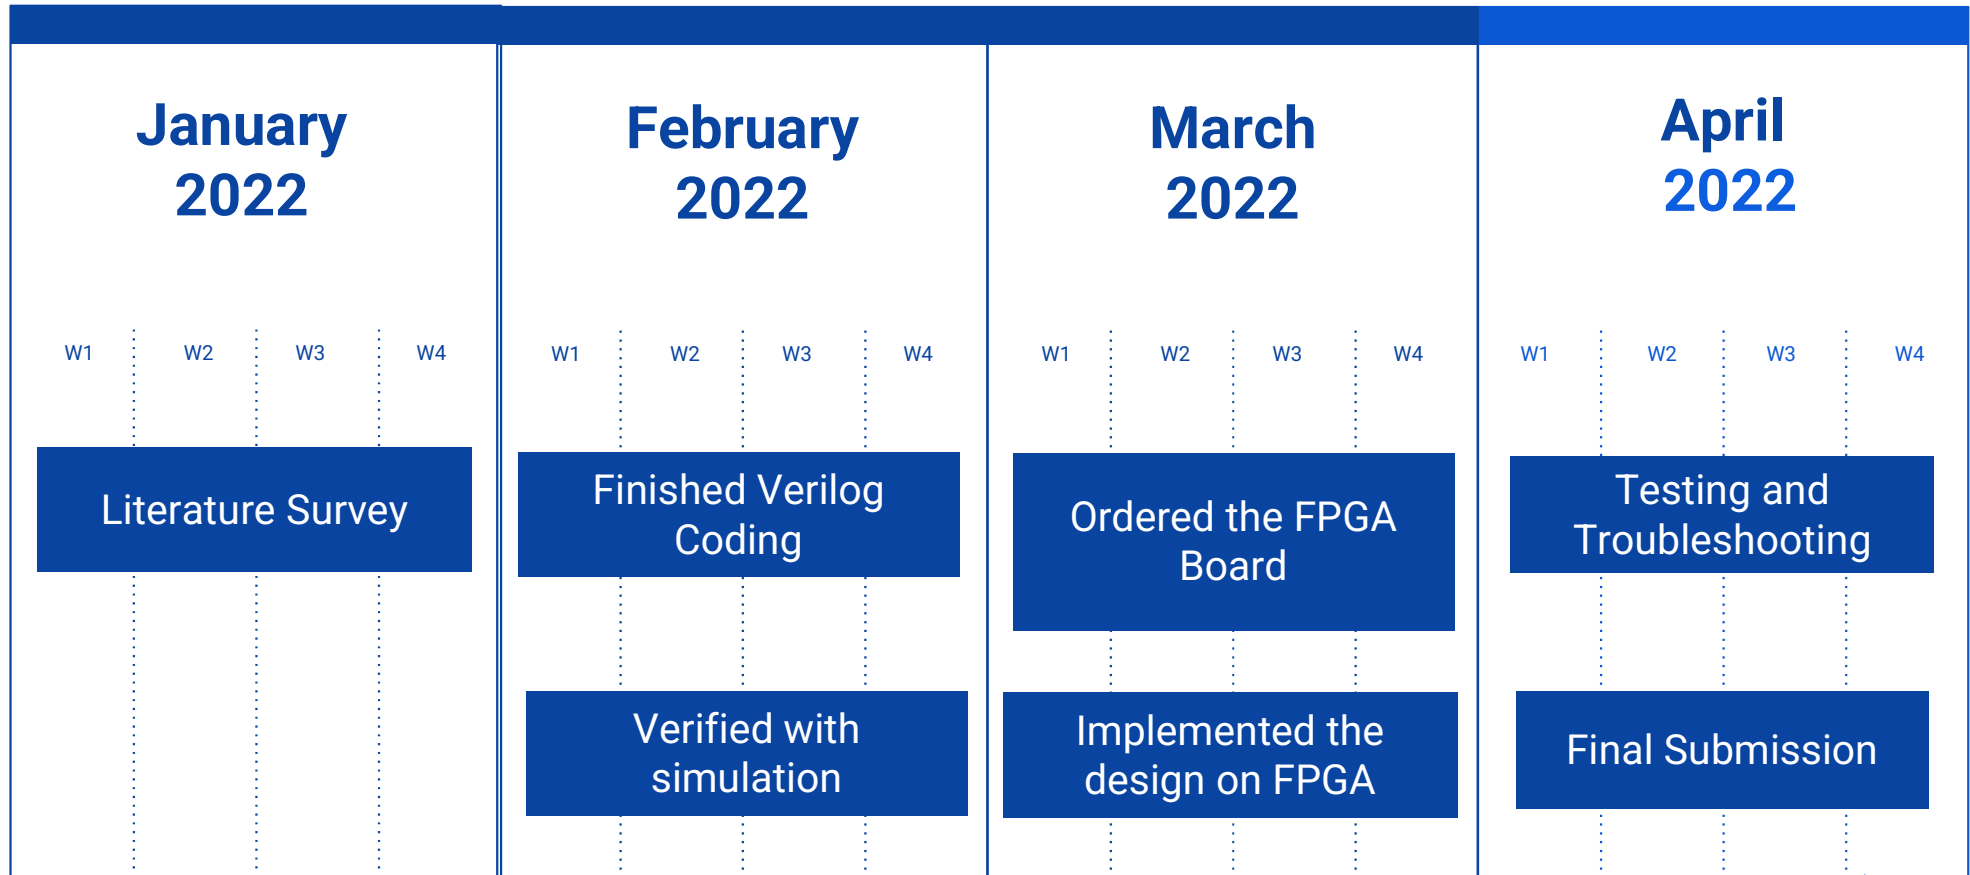 January
2022
W1 W2 W3 W4
Literature Survey
February
2022
W1 W2 W3 W4
Finished Verilog
Coding
Verified with
simulation
March
2022
W1 W2 W3 W4
Ordered the FPGA
Board
Implemented the
design on FPGA
April
2022
W1 W2 W3 W4
Testing and
Troubleshooting
Final Submission